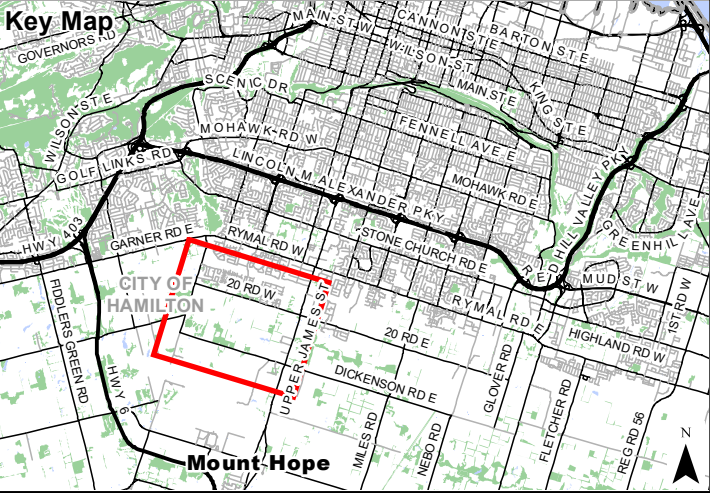 Key Map
MAIN ST W
CANNON ST E
BARTON ST E
GOVERNORS RD
WILSON ST
SCENIC DR
MAIN ST E
KING ST E
WILSON ST E
MOHAWK RD W
FENNELL AVE E
GOLF LINKS RD
LINCOLN M ALEXANDER PKY
MOHAWK RD E
RED HILL VALLEY PKY
GREENHILL AVE
HWY 403
GARNER RD E
RYMAL RD W
STONE CHURCH RD E
MUD ST W
CITY OF
HAMILTON
20 RD W
RYMAL RD E
1ST RD W
FIDDLERS GREEN RD
HWY 6
UPPER JAMES ST
20 RD E
HIGHLAND RD W
DICKENSON RD E
GLOVER RD
FLETCHER RD
REG RD 56
MILES RD
NEBO RD
N
Mount Hope